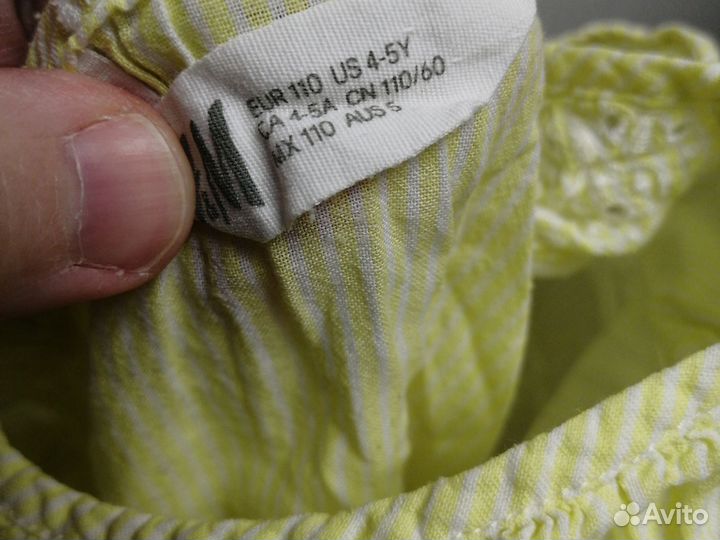 H&M
EUR 110 US 4-5Y
CA 4-5A CN 110/60
MX 110 AUS 5
Avito